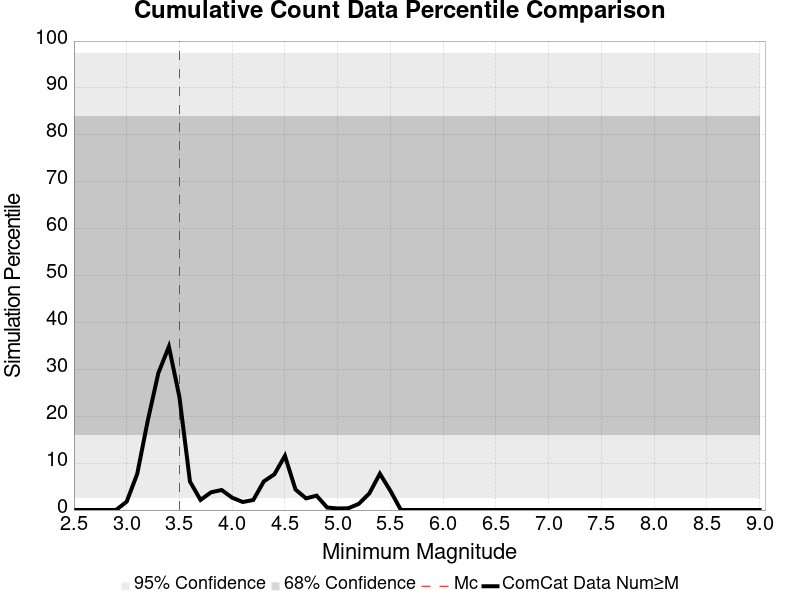 Cumulative Count Data Percentile Comparison
100
90
80
70
60
50
40
30
20
10
0
Simulation Percentile
2.5 3.0 3.5 4.0 4.5 5.0 5.5 6.0 6.5 7.0 7.5 8.0 8.5 9.0
Minimum Magnitude
95% Confidence 68% Confidence Mc ComCat Data Num≥M